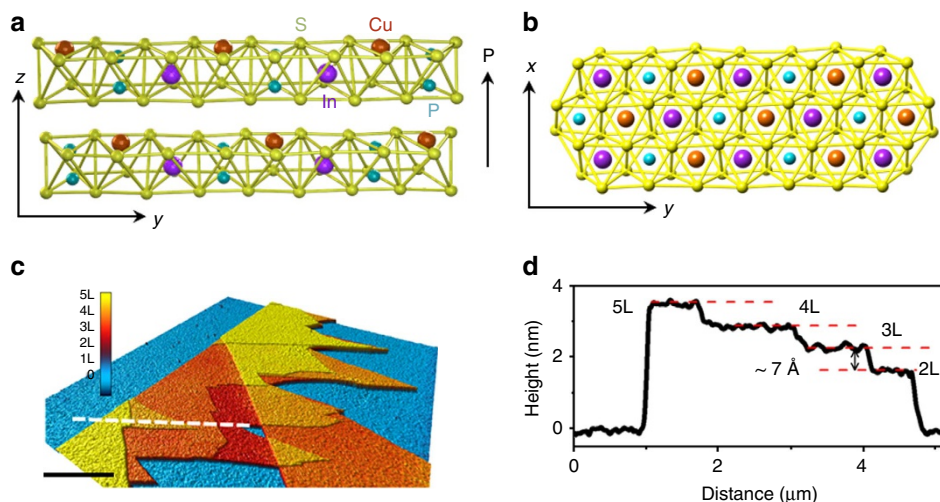 a
S
Cu
z
In
P
P
y
b
x
y
c
5L
4L
3L
2L
1L
0
d
4
2
0
Height (nm)
5L
4L
3L
2L
~ 7 Å
0
2
4
Distance (μm)